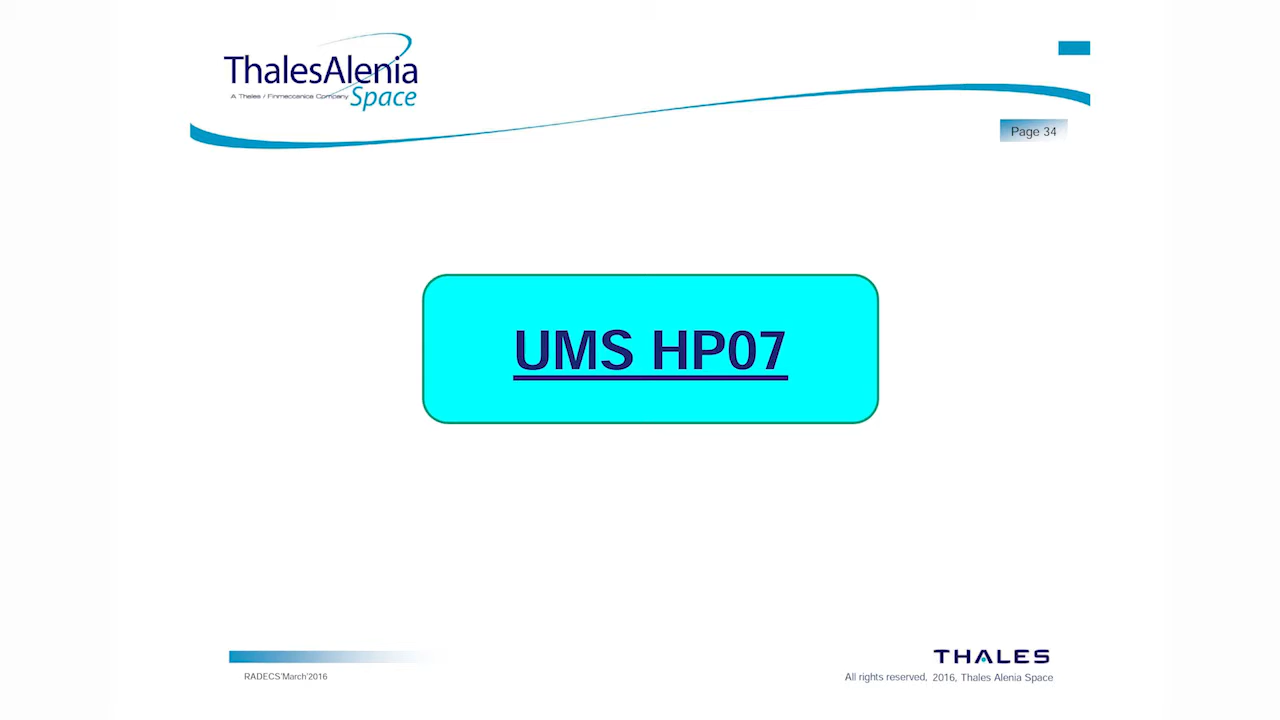 ThalesAlenia
A Thales / Finmeccanica Company Space
Page 34
UMS HP07
THALES
RADECS'March'2016
All rights reserved, 2016, Thales Alenia Space